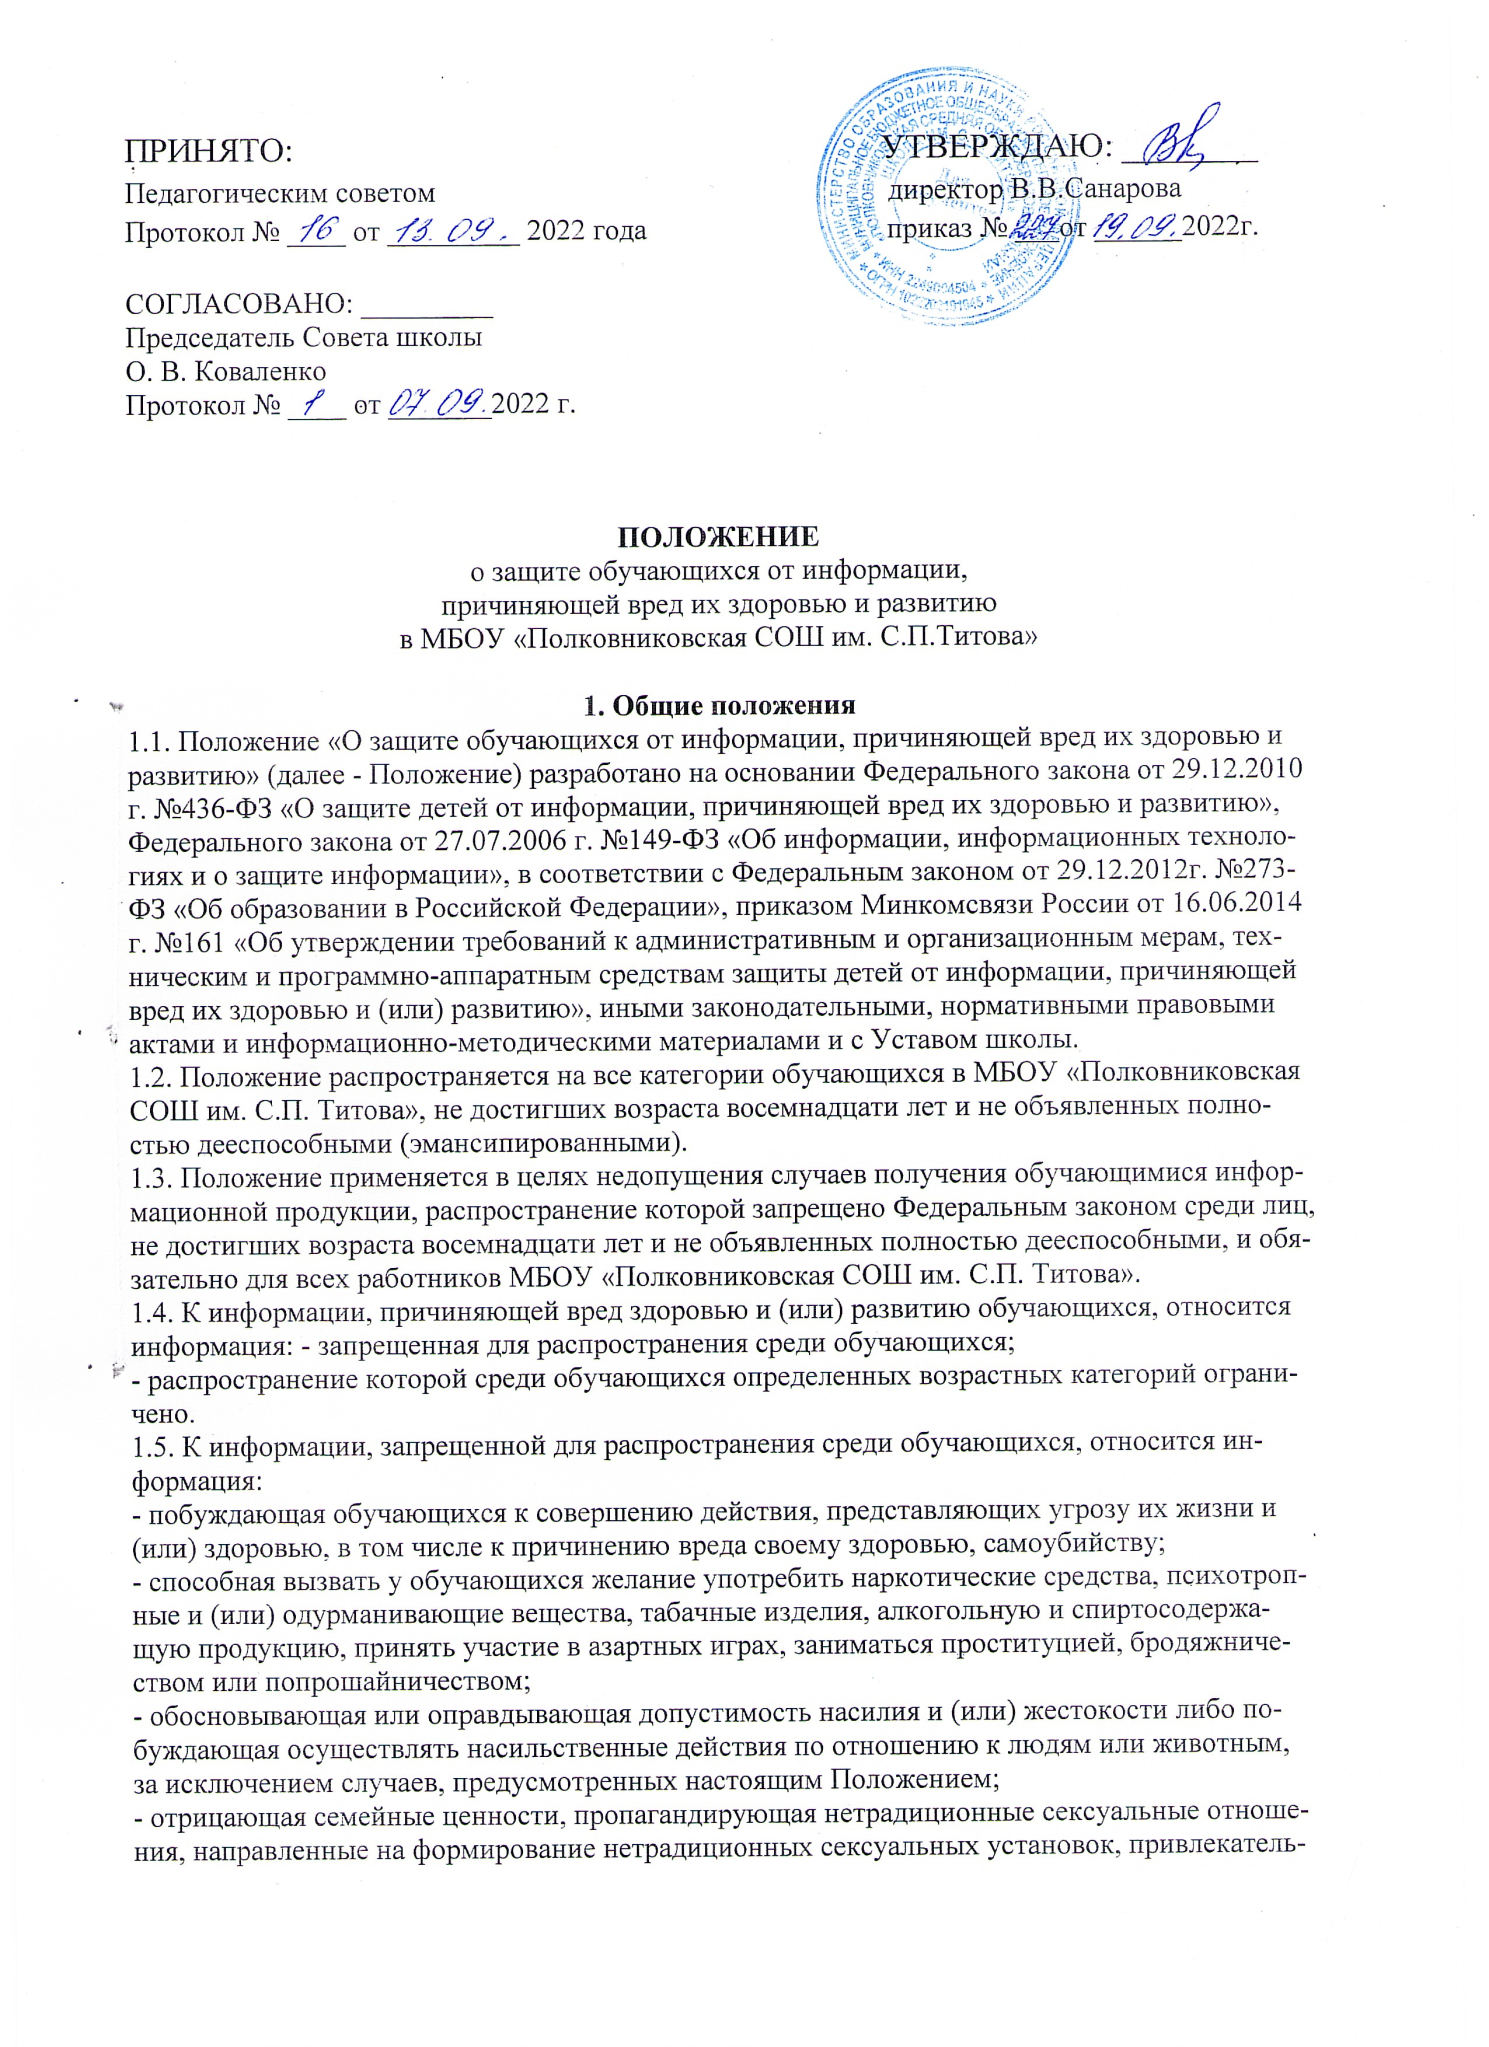 ПРИНЯТО:
Педагогическим советом
Протокол № 16 от 13. 09. 2022 года
УТВЕРЖДАЮ:
директор В.В.Санарова
приказ № 227 от 19.09.2022г.
СОГЛАСОВАНО: _________
Председатель Совета школы
О. В. Коваленко
Протокол № 1 от 07. 09.2022 г.
ПОЛОЖЕНИЕ
о защите обучающихся от информации,
причиняющей вред их здоровью и развитию
в МБОУ «Полковниковская СОШ им. С.П.Титова»
1. Общие положения
1.1. Положение «О защите обучающихся от информации, причиняющей вред их здоровью и
развитию» (далее - Положение) разработано на основании Федерального закона от 29.12.2010
г. №436-ФЗ «О защите детей от информации, причиняющей вред их здоровью и развитию»,
Федерального закона от 27.07.2006 г. №149-ФЗ «Об информации, информационных техноло-
гиях и о защите информации», в соответствии с Федеральным законом от 29.12.2012г. №273-
ФЗ «Об образовании в Российской Федерации», приказом Минкомсвязи России от 16.06.2014
г. №161 «Об утверждении требований к административным и организационным мерам, тех-
ническим и программно-аппаратным средствам защиты детей от информации, причиняющей
вред их здоровью и (или) развитию», иными законодательными, нормативными правовыми
актами и информационно-методическими материалами и с Уставом школы.
1.2. Положение распространяется на все категории обучающихся в МБОУ «Полковниковская
СОШ им. С.П. Титова», не достигших возраста восемнадцати лет и не объявленных полно-
стью дееспособными (эмансипированными).
1.3. Положение применяется в целях недопущения случаев получения обучающимися инфор-
мационной продукции, распространение которой запрещено Федеральным законом среди лиц,
не достигших возраста восемнадцати лет и не объявленных полностью дееспособными, и обя-
зательно для всех работников МБОУ «Полковниковская СОШ им. С.П. Титова».
1.4. К информации, причиняющей вред здоровью и (или) развитию обучающихся, относится
информация: - запрещенная для распространения среди обучающихся;
- распространение которой среди обучающихся определенных возрастных категорий ограни-
чено.
1.5. К информации, запрещенной для распространения среди обучающихся, относится ин-
формация:
- побуждающая обучающихся к совершению действия, представляющих угрозу их жизни и
(или) здоровью, в том числе к причинению вреда своему здоровью, самоубийству;
- способная вызвать у обучающихся желание употребить наркотические средства, психотроп-
ные и (или) одурманивающие вещества, табачные изделия, алкогольную и спиртосодержа-
щую продукцию, принять участие в азартных играх, заниматься проституцией, бродяжниче-
ством или попрошайничеством;
- обосновывающая или оправдывающая допустимость насилия и (или) жестокости либо по-
буждающая осуществлять насильственные действия по отношению к людям или животным,
за исключением случаев, предусмотренных настоящим Положением;
- отрицающая семейные ценности, пропагандирующая нетрадиционные сексуальные отноше-
ния, направленные на формирование нетрадиционных сексуальных установок, привлекатель-